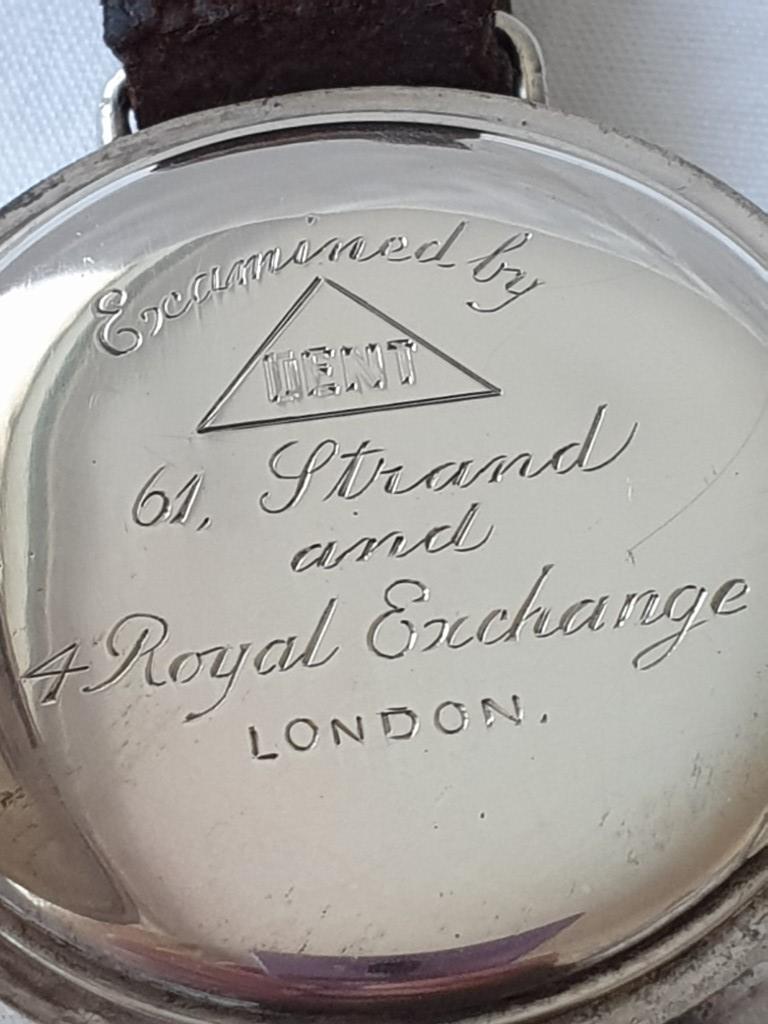 Examined by
DENT
61, Strand
and
4 Royal Exchange
LONDON.